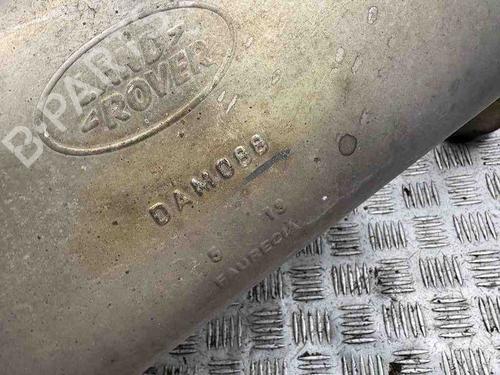 LAND
ROVER
B-PARTS
DAM088
5 19
FAURECIA